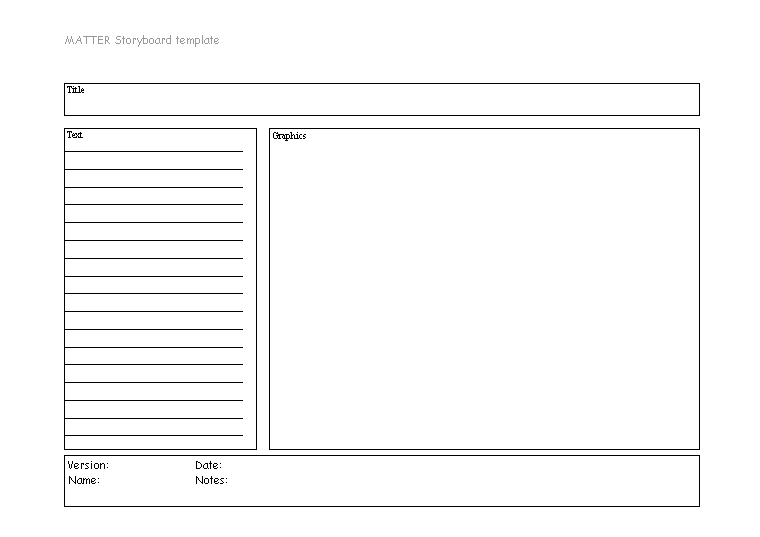 MATTER Storyboard template
Title
Text
Graphics
Version: Date:
Name: Notes: